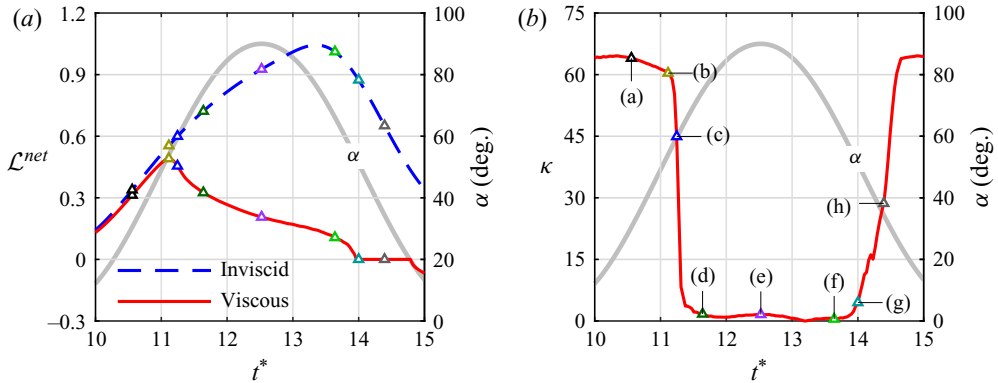 (a)
1.2
0.9
0.6
0.3
0
−0.3
ℒ^net
100
80
60
40
20
0
α (deg.)
α
Inviscid
Viscous
10 11 12 13 14 15
t*
(b)
75
60
45
30
15
0
κ
100
80
60
40
20
0
α (deg.)
α
(a)
(b)
(c)
(d)
(e)
(f)
(g)
(h)
10 11 12 13 14 15
t*